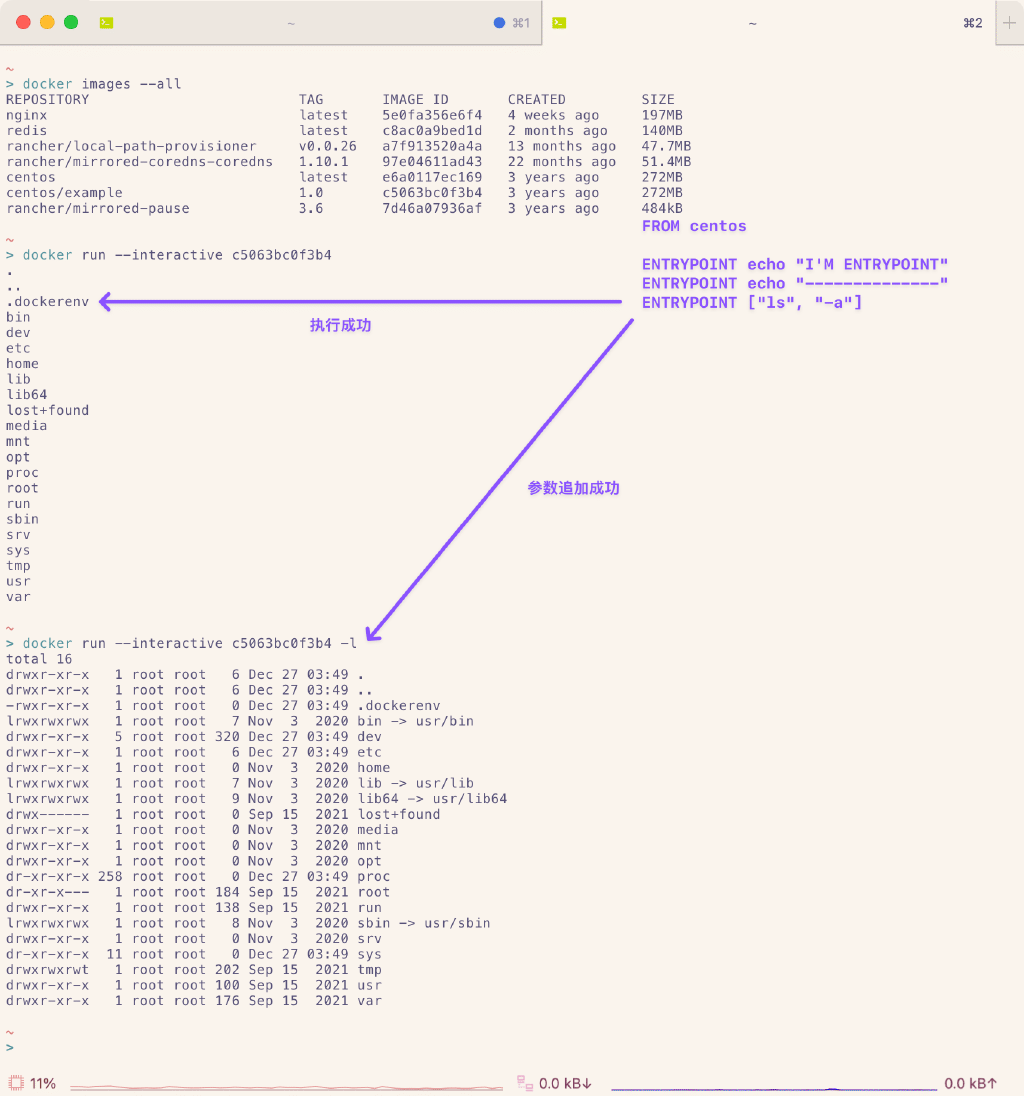 ~ ⌘1 ~ ⌘2
~
> docker images --all
REPOSITORY TAG IMAGE ID CREATED SIZE
nginx latest 5e0fa356e6f4 4 weeks ago 197MB
redis latest c8ac0a9bed1d 2 months ago 140MB
rancher/local-path-provisioner v0.0.26 a7f913520a4a 13 months ago 47.7MB
rancher/mirrored-coredns-coredns 1.10.1 97e04611ad43 22 months ago 51.4MB
centos latest e6a0117ec169 3 years ago 272MB
centos/example 1.0 c5063bc0f3b4 3 years ago 272MB
rancher/mirrored-pause 3.6 7d46a07936af 3 years ago 484kB
FROM centos
ENTRYPOINT echo "I'M ENTRYPOINT"
ENTRYPOINT echo "--------------"
ENTRYPOINT ["ls", "-a"]
~
> docker run --interactive c5063bc0f3b4
.
..
.dockerenv
执行成功
bin
dev
etc
home
lib
lib64
lost+found
media
mnt
opt
proc
root
参数追加成功
run
sbin
srv
sys
tmp
usr
var
~
> docker run --interactive c5063bc0f3b4 -l
total 16
drwxr-xr-x 1 root root 6 Dec 27 03:49 .
drwxr-xr-x 1 root root 6 Dec 27 03:49 ..
-rwxr-xr-x 1 root root 0 Dec 27 03:49 .dockerenv
lrwxrwxrwx 1 root root 7 Nov 3 2020 bin -> usr/bin
drwxr-xr-x 5 root root 320 Dec 27 03:49 dev
drwxr-xr-x 1 root root 6 Dec 27 03:49 etc
drwxr-xr-x 1 root root 0 Nov 3 2020 home
lrwxrwxrwx 1 root root 7 Nov 3 2020 lib -> usr/lib
lrwxrwxrwx 1 root root 9 Nov 3 2020 lib64 -> usr/lib64
drwx------ 1 root root 0 Sep 15 2021 lost+found
drwxr-xr-x 1 root root 0 Nov 3 2020 media
drwxr-xr-x 1 root root 0 Nov 3 2020 mnt
drwxr-xr-x 1 root root 0 Nov 3 2020 opt
dr-xr-xr-x 258 root root 0 Dec 27 03:49 proc
dr-xr-x--- 1 root root 184 Sep 15 2021 root
drwxr-xr-x 1 root root 138 Sep 15 2021 run
lrwxrwxrwx 1 root root 8 Nov 3 2020 sbin -> usr/sbin
drwxr-xr-x 1 root root 0 Nov 3 2020 srv
dr-xr-xr-x 11 root root 0 Dec 27 03:49 sys
drwxrwxrwt 1 root root 202 Sep 15 2021 tmp
drwxr-xr-x 1 root root 100 Sep 15 2021 usr
drwxr-xr-x 1 root root 176 Sep 15 2021 var
~
>
11% 0.0 kB↓ 0.0 kB↑